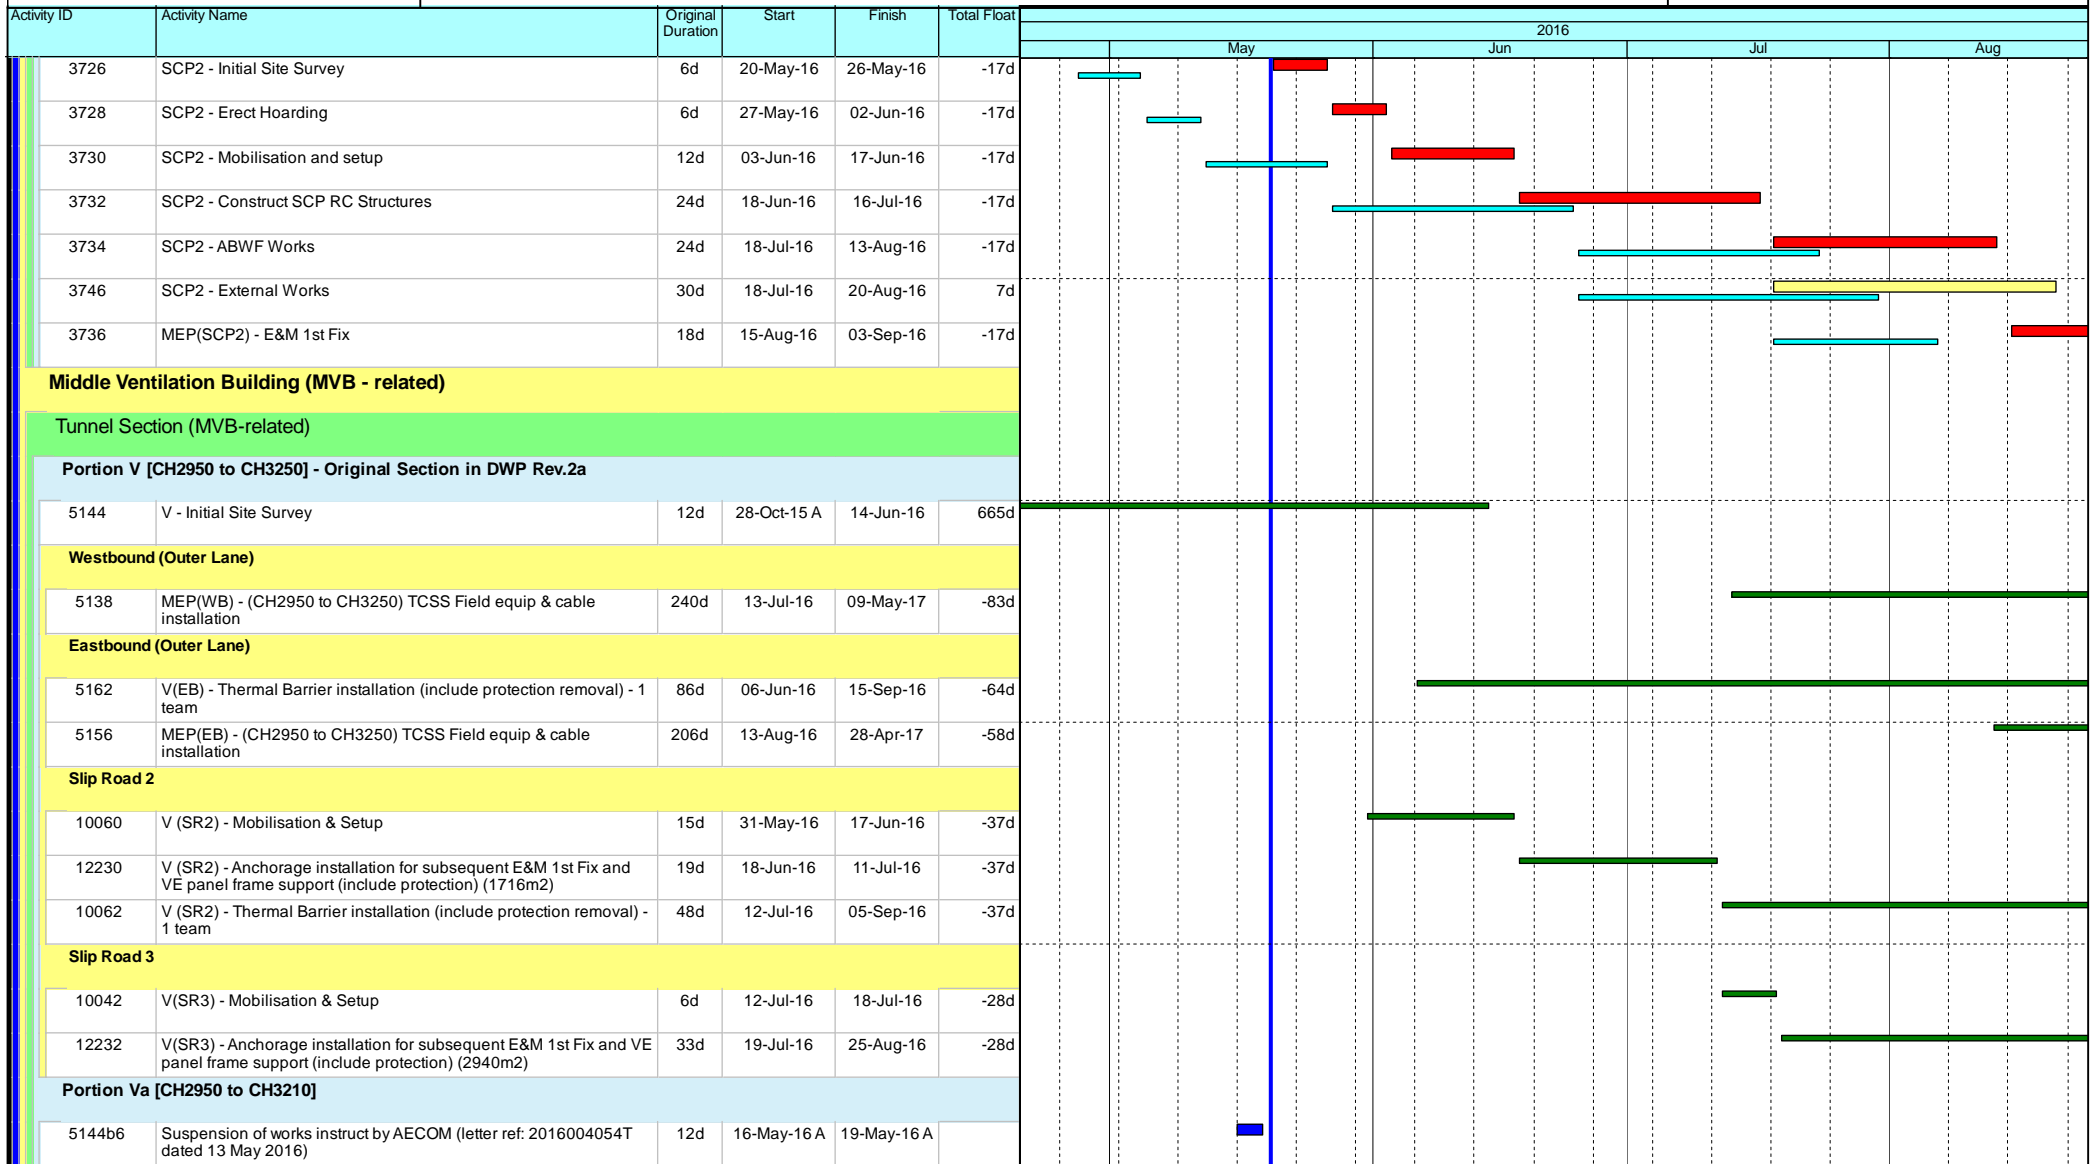 Activity ID Activity Name Original Start Finish Total Float
Duration
2016
May Jun Jul Aug
3726 SCP2 - Initial Site Survey 6d 20-May-16 26-May-16 -17d
3728 SCP2 - Erect Hoarding 6d 27-May-16 02-Jun-16 -17d
3730 SCP2 - Mobilisation and setup 12d 03-Jun-16 17-Jun-16 -17d
3732 SCP2 - Construct SCP RC Structures 24d 18-Jun-16 16-Jul-16 -17d
3734 SCP2 - ABWF Works 24d 18-Jul-16 13-Aug-16 -17d
3746 SCP2 - External Works 30d 18-Jul-16 20-Aug-16 7d
3736 MEP(SCP2) - E&M 1st Fix 18d 15-Aug-16 03-Sep-16 -17d
Middle Ventilation Building (MVB - related)
Tunnel Section (MVB-related)
Portion V [CH2950 to CH3250] - Original Section in DWP Rev.2a
5144 V - Initial Site Survey 12d 28-Oct-15 A 14-Jun-16 665d
Westbound (Outer Lane)
5138 MEP(WB) - (CH2950 to CH3250) TCSS Field equip & cable 240d 13-Jul-16 09-May-17 -83d
installation
Eastbound (Outer Lane)
5162 V(EB) - Thermal Barrier installation (include protection removal) - 1 86d 06-Jun-16 15-Sep-16 -64d
team
5156 MEP(EB) - (CH2950 to CH3250) TCSS Field equip & cable 206d 13-Aug-16 28-Apr-17 -58d
installation
Slip Road 2
10060 V (SR2) - Mobilisation & Setup 15d 31-May-16 17-Jun-16 -37d
12230 V (SR2) - Anchorage installation for subsequent E&M 1st Fix and 19d 18-Jun-16 11-Jul-16 -37d
VE panel frame support (include protection) (1716m2)
10062 V (SR2) - Thermal Barrier installation (include protection removal) - 48d 12-Jul-16 05-Sep-16 -37d
1 team
Slip Road 3
10042 V(SR3) - Mobilisation & Setup 6d 12-Jul-16 18-Jul-16 -28d
12232 V(SR3) - Anchorage installation for subsequent E&M 1st Fix and VE 33d 19-Jul-16 25-Aug-16 -28d
panel frame support (include protection) (2940m2)
Portion Va [CH2950 to CH3210]
5144b6 Suspension of works instruct by AECOM (letter ref: 2016004054T 12d 16-May-16 A 19-May-16 A
dated 13 May 2016)